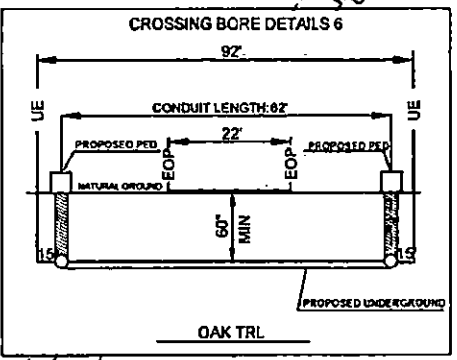 CROSSING BORE DETAILS 6
92'
UE
UE
CONDUIT LENGTH:62'
PROPOSED PED
22'
PROPOSED PED
EOP
EOP
NATURAL GROUND
60"
MIN
15'
15'
PROPOSED UNDERGROUND
OAK TRL